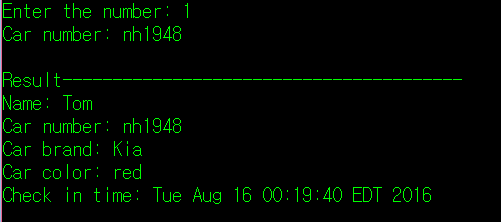 Enter the number: 1
Car number: nh1948
Result----------------------------------------
Name: Tom
Car number: nh1948
Car brand: Kia
Car color: red
Check in time: Tue Aug 16 00:19:40 EDT 2016